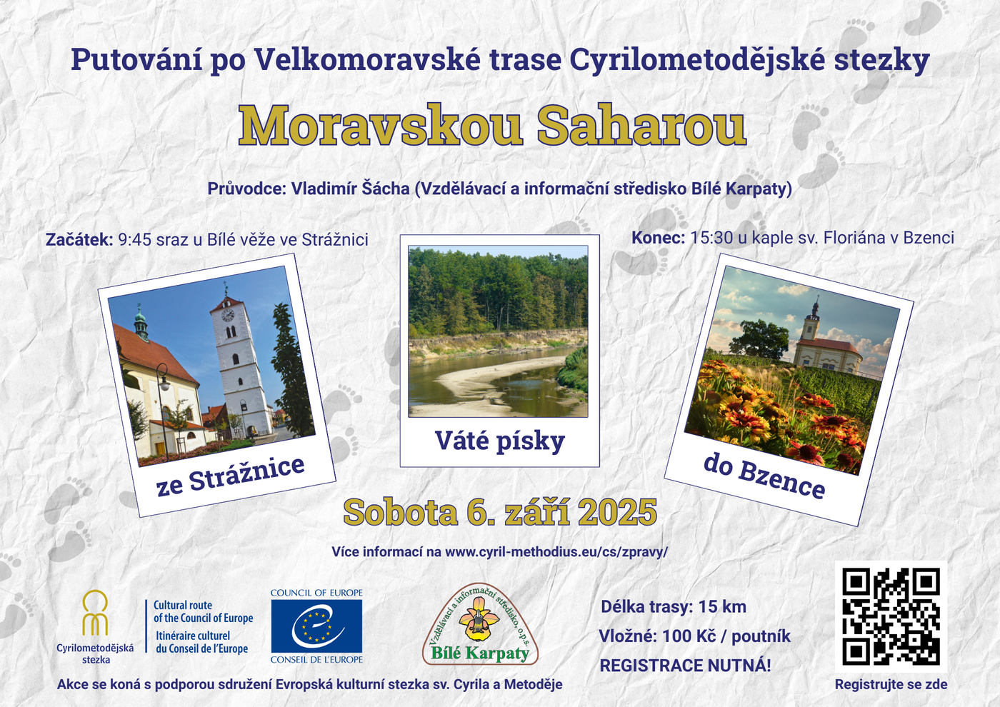 Putování po Velkomoravské trase Cyrilometodějské stezky
Moravskou Saharou
Průvodce: Vladimír Šácha (Vzdělávací a informační středisko Bílé Karpaty)
Začátek: 9:45 sraz u Bílé věže ve Strážnici
Konec: 15:30 u kaple sv. Floriána v Bzenci
ze Strážnice
Váté písky
do Bzence
Sobota 6. září 2025
Více informací na www.cyril-methodius.eu/cs/zpravy/
Cyrilometodějská
stezka
Cultural route
of the Council of Europe
Itinéraire culturel
du Conseil de l'Europe
COUNCIL OF EUROPE
CONSEIL DE L'EUROPE
Vzdělávací a informační středisko, o.p.s.
Bílé Karpaty
Délka trasy: 15 km
Vložné: 100 Kč / poutník
REGISTRACE NUTNÁ!
Akce se koná s podporou sdružení Evropská kulturní stezka sv. Cyrila a Metoděje
Registrujte se zde